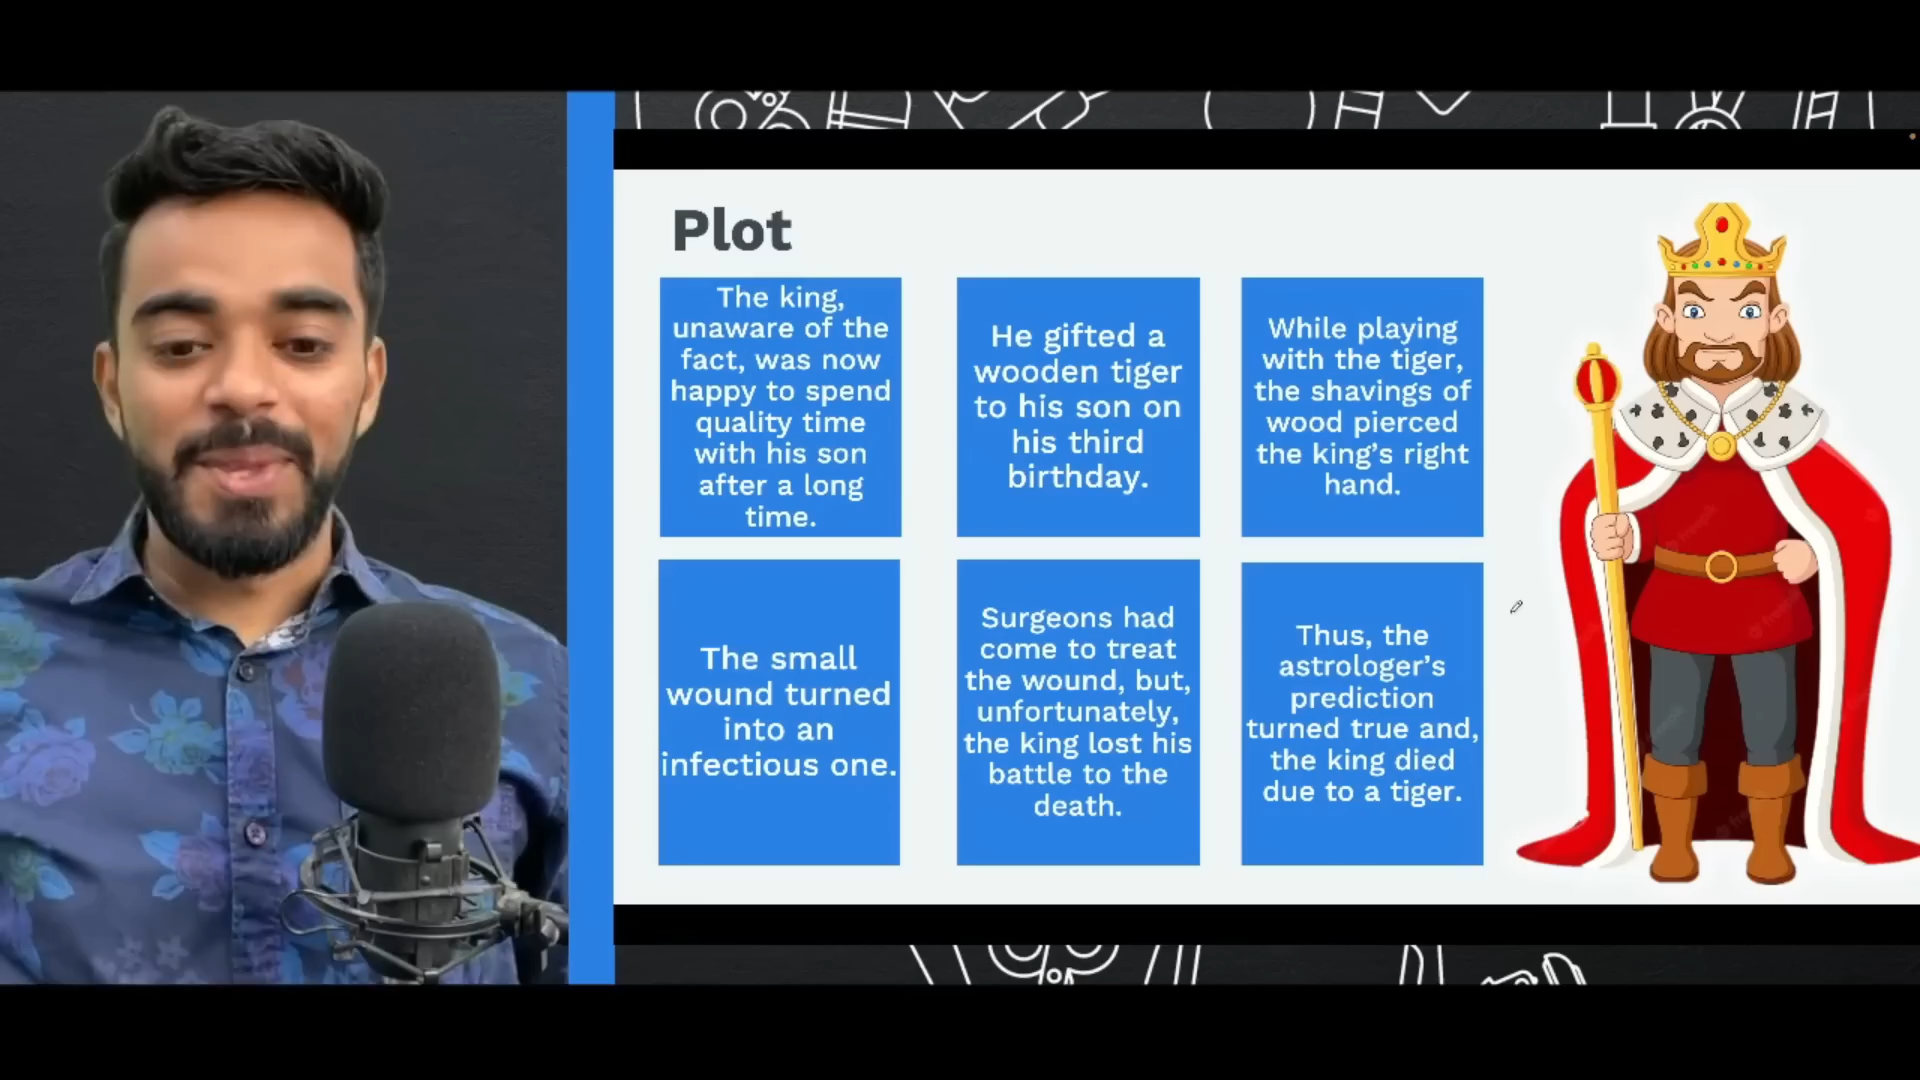 Plot
The king,
unaware of the
fact, was now
happy to spend
quality time
with his son
after a long
time.
He gifted a
wooden tiger
to his son on
his third
birthday.
While playing
with the tiger,
the shavings of
wood pierced
the king's right
hand.
The small
wound turned
into an
infectious one.
Surgeons had
come to treat
the wound, but,
unfortunately,
the king lost his
battle to the
death.
Thus, the
astrologer's
prediction
turned true and,
the king died
due to a tiger.